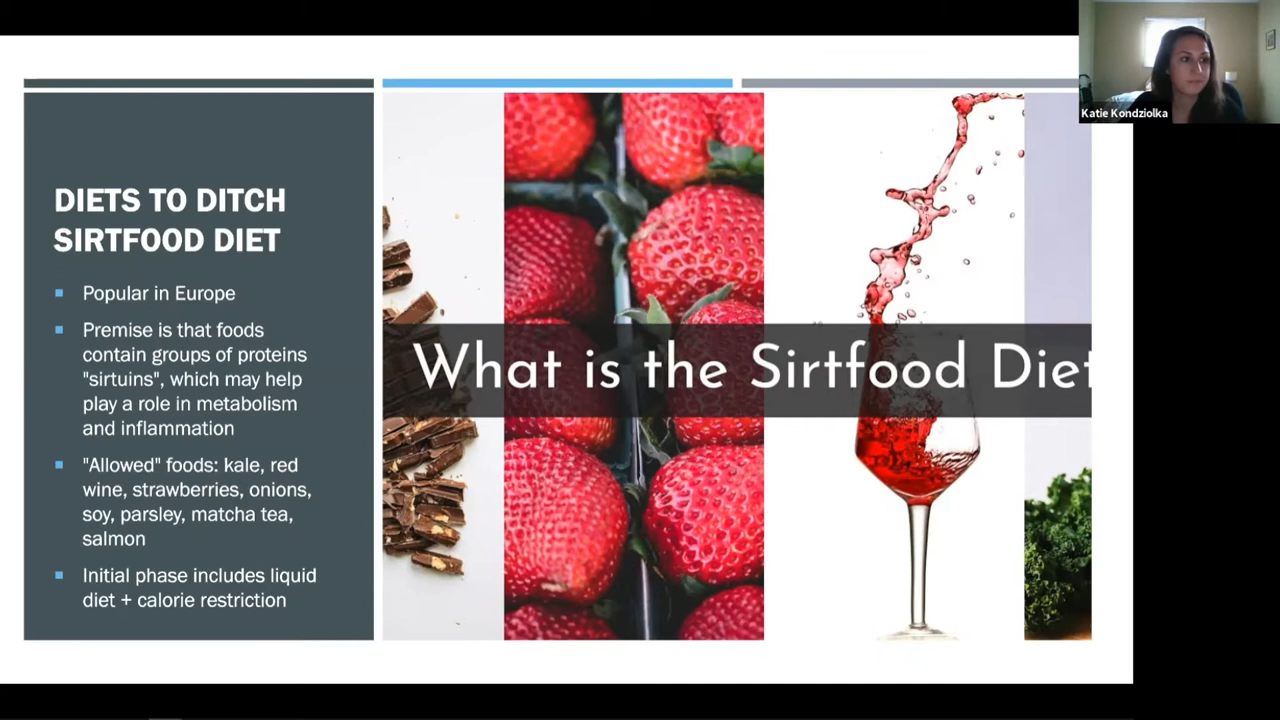 DIETS TO DITCH
SIRTFOOD DIET
Popular in Europe
Premise is that foods
contain groups of proteins
"sirtuins", which may help
play a role in metabolism
and inflammation
"Allowed" foods: kale, red
wine, strawberries, onions,
soy, parsley, matcha tea,
salmon
Initial phase includes liquid
diet + calorie restriction
What is the Sirtfood Diet
Katie Kondziolka